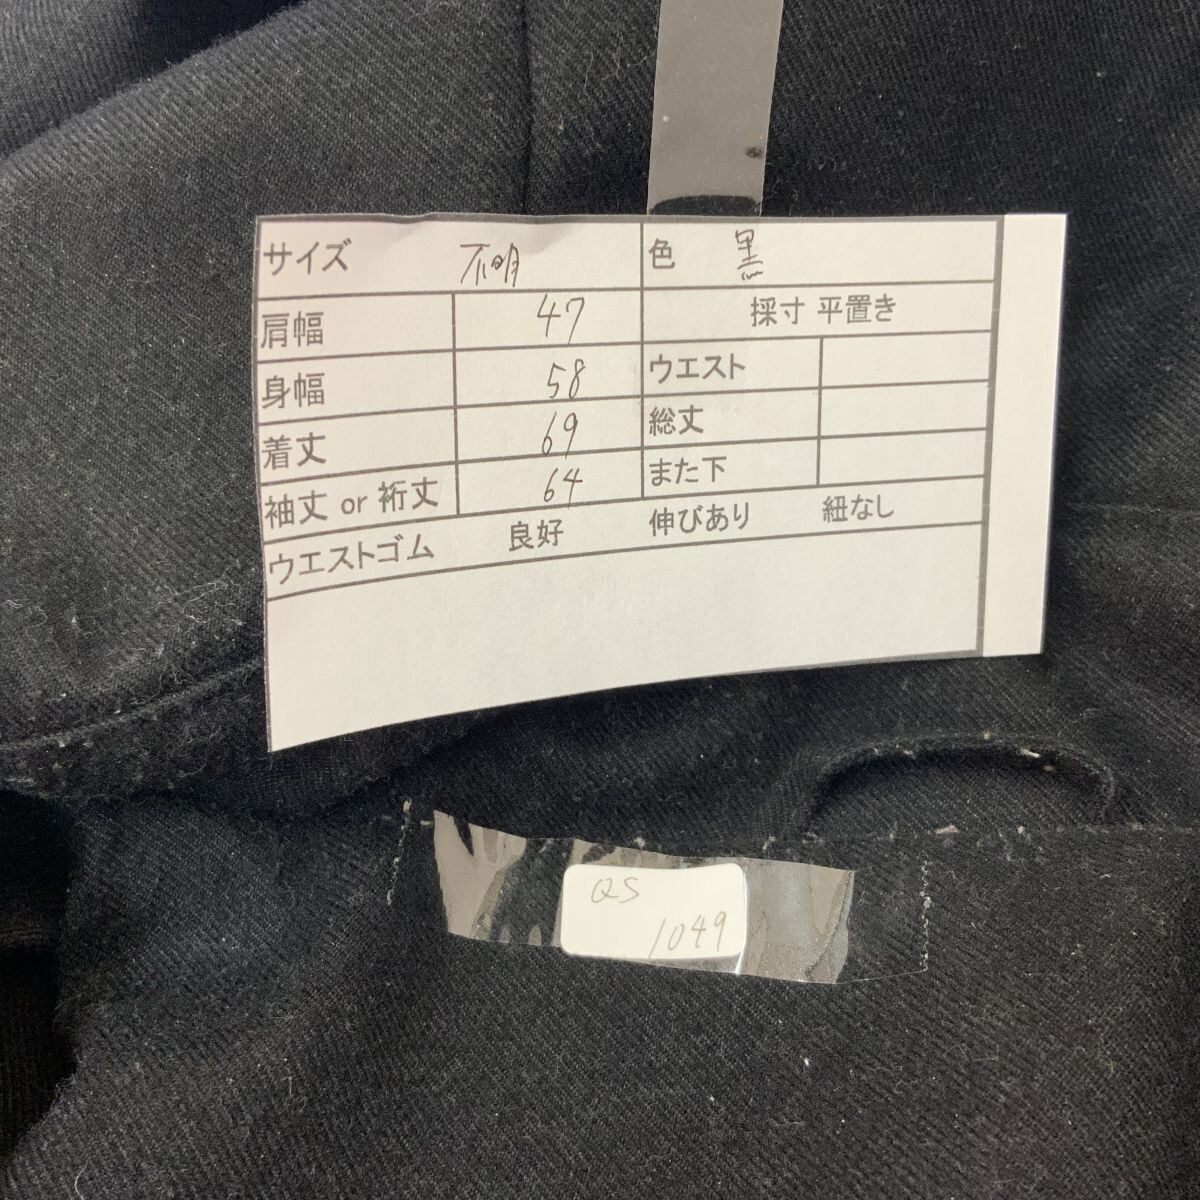 サイズ 不明 色 黒
肩幅 47 採寸 平置き
身幅 58 ウエスト
着丈 69 総丈
袖丈 or 裄丈 64 また下
ウエストゴム 良好 伸びあり 紐なし
QS
1049